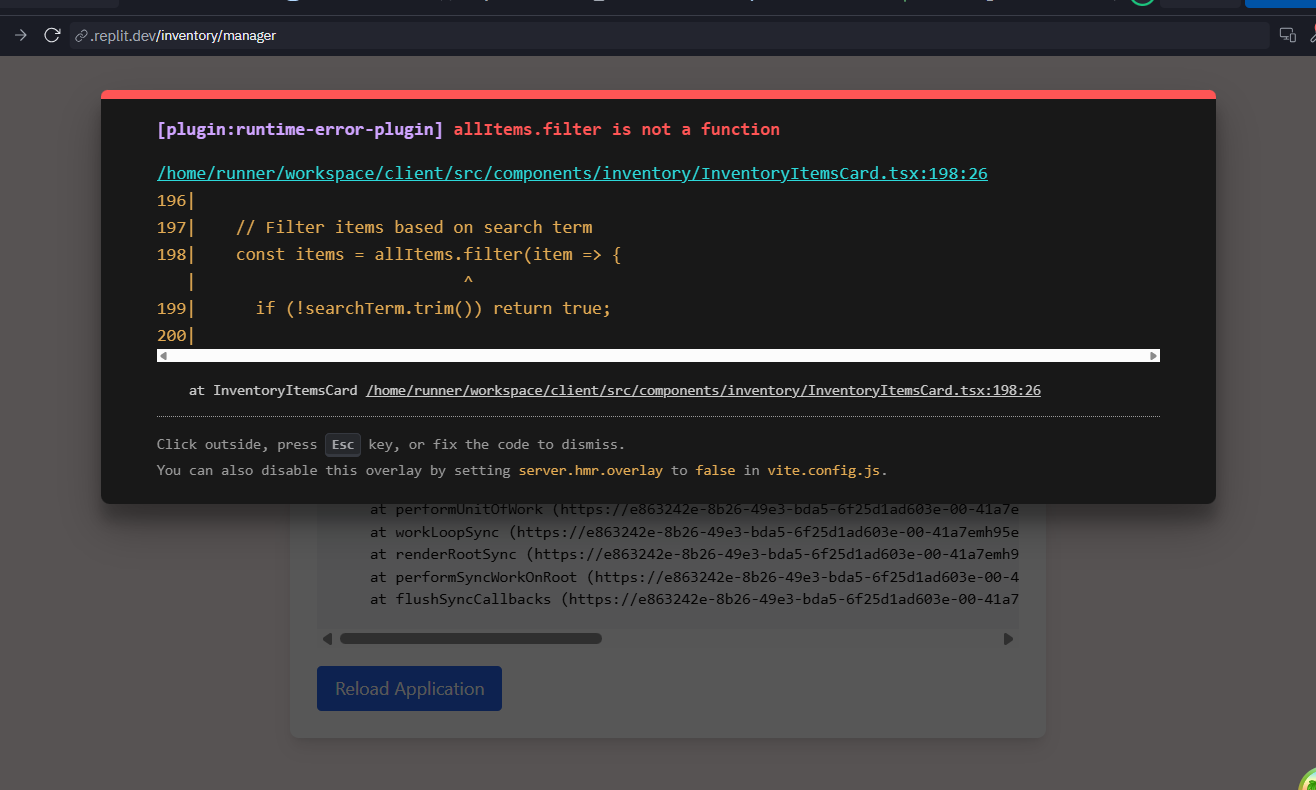 .replit.dev/inventory/manager
[plugin:runtime-error-plugin] allItems.filter is not a function
/home/runner/workspace/client/src/components/inventory/InventoryItemsCard.tsx:198:26
196|
197|    // Filter items based on search term
198|    const items = allItems.filter(item => {
   |                           ^
199|      if (!searchTerm.trim()) return true;
200|
at InventoryItemsCard /home/runner/workspace/client/src/components/inventory/InventoryItemsCard.tsx:198:26
Click outside, press Esc key, or fix the code to dismiss.
You can also disable this overlay by setting server.hmr.overlay to false in vite.config.js.
at performUnitOfWork (https://e863242e-8b26-49e3-bda5-6f25d1ad603e-00-41a7e
at workLoopSync (https://e863242e-8b26-49e3-bda5-6f25d1ad603e-00-41a7emh95e
at renderRootSync (https://e863242e-8b26-49e3-bda5-6f25d1ad603e-00-41a7emh9
at performSyncWorkOnRoot (https://e863242e-8b26-49e3-bda5-6f25d1ad603e-00-4
at flushSyncCallbacks (https://e863242e-8b26-49e3-bda5-6f25d1ad603e-00-41a7
Reload Application